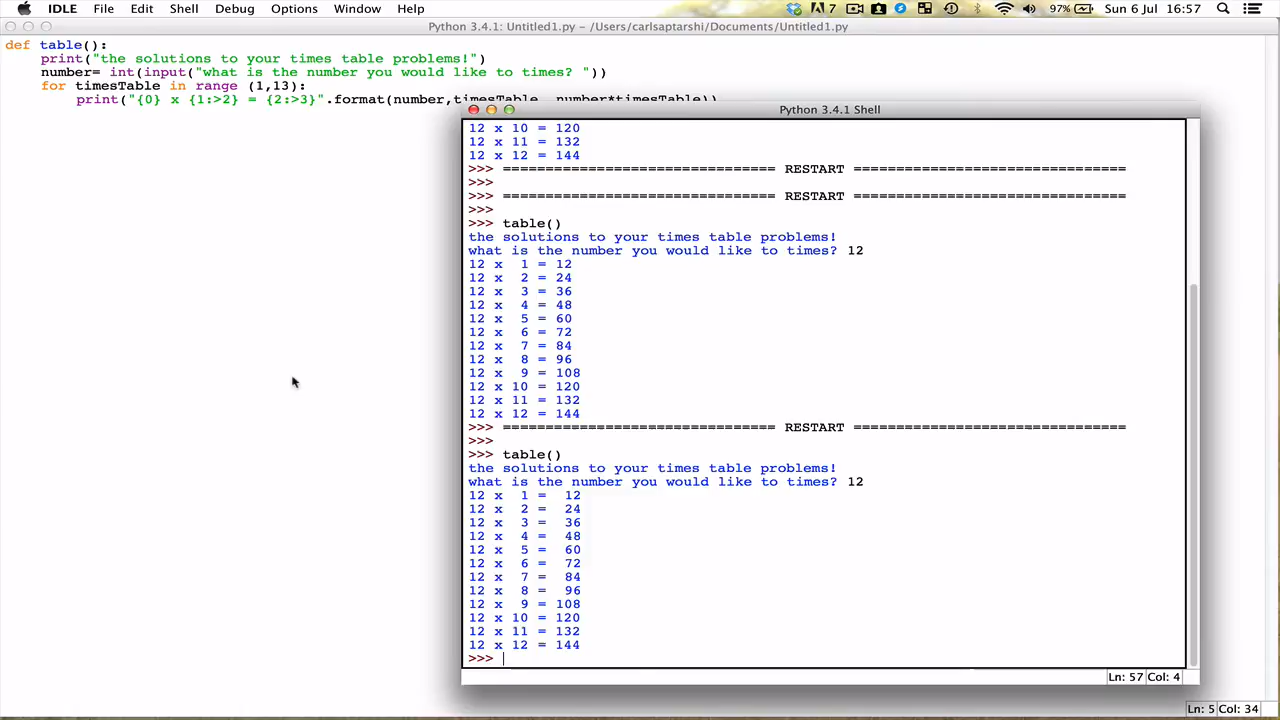 IDLE File Edit Shell Debug Options Window Help 7 97% Sun 6 Jul 16:57
Python 3.4.1: Untitled1.py - /Users/carlsaptarshi/Documents/Untitled1.py
def table():
print("the solutions to your times table problems!")
number= int(input("what is the number you would like to times? "))
for timesTable in range (1,13):
print("{0} x {1:>2} = {2:>3}".format(number,timesTable, number*timesTable))
Python 3.4.1 Shell
12 x 10 = 120
12 x 11 = 132
12 x 12 = 144
>>> ================================ RESTART ================================
>>>
>>> ================================ RESTART ================================
>>>
>>> table()
the solutions to your times table problems!
what is the number you would like to times? 12
12 x  1 = 12
12 x  2 = 24
12 x  3 = 36
12 x  4 = 48
12 x  5 = 60
12 x  6 = 72
12 x  7 = 84
12 x  8 = 96
12 x  9 = 108
12 x 10 = 120
12 x 11 = 132
12 x 12 = 144
>>> ================================ RESTART ================================
>>>
>>> table()
the solutions to your times table problems!
what is the number you would like to times? 12
12 x  1 =  12
12 x  2 =  24
12 x  3 =  36
12 x  4 =  48
12 x  5 =  60
12 x  6 =  72
12 x  7 =  84
12 x  8 =  96
12 x  9 = 108
12 x 10 = 120
12 x 11 = 132
12 x 12 = 144
>>>
Ln: 57 Col: 4
Ln: 5 Col: 34